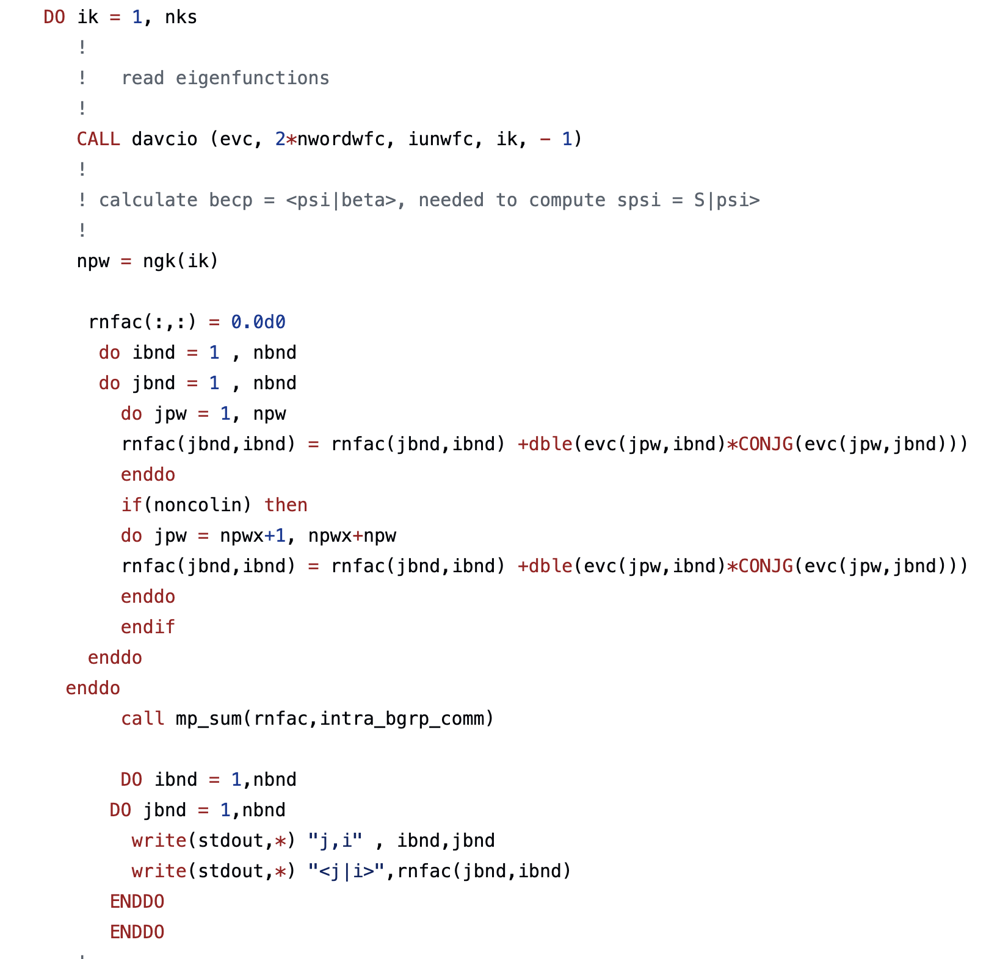 DO ik = 1, nks
!
!   read eigenfunctions
!
CALL davcio (evc, 2*nwordwfc, iunwfc, ik, - 1)
!
! calculate becp = <psi|beta>, needed to compute spsi = S|psi>
!
npw = ngk(ik)
rnfac(:,:) = 0.0d0
do ibnd = 1 , nbnd
do jbnd = 1 , nbnd
do jpw = 1, npw
rnfac(jbnd,ibnd) = rnfac(jbnd,ibnd) +dble(evc(jpw,ibnd)*CONJG(evc(jpw,jbnd)))
enddo
if(noncolin) then
do jpw = npwx+1, npwx+npw
rnfac(jbnd,ibnd) = rnfac(jbnd,ibnd) +dble(evc(jpw,ibnd)*CONJG(evc(jpw,jbnd)))
enddo
endif
enddo
enddo
call mp_sum(rnfac,intra_bgrp_comm)
DO ibnd = 1,nbnd
DO jbnd = 1,nbnd
write(stdout,*) "j,i" , ibnd,jbnd
write(stdout,*) "<j|i>",rnfac(jbnd,ibnd)
ENDDO
ENDDO
!